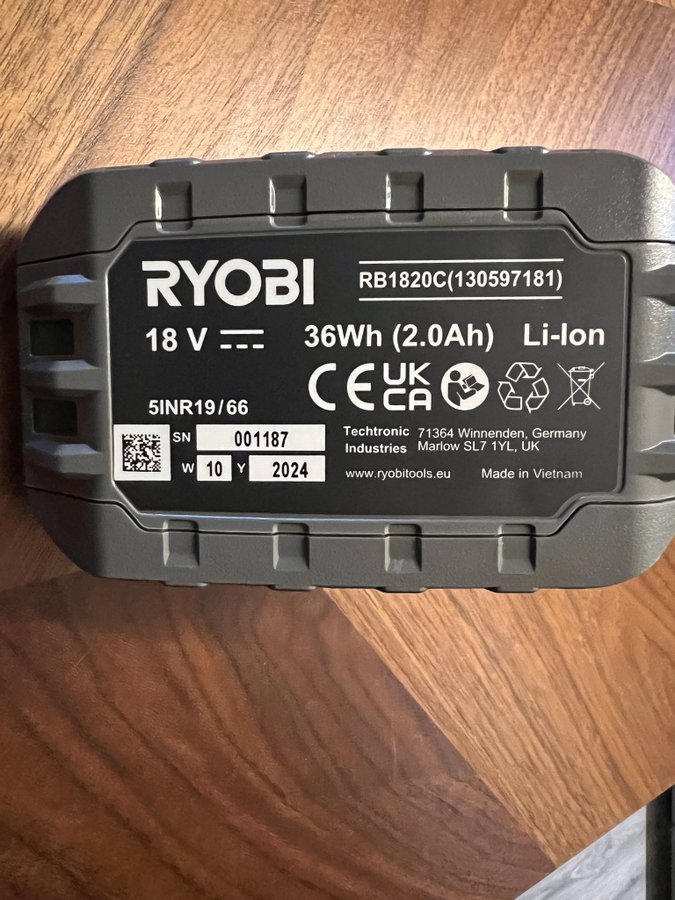 RYOBI
RB1820C(130597181)
18 V
36Wh (2.0Ah) Li-Ion
CE UK CA
5INR19/66
SN 001187
W 10 Y 2024
Techtronic Industries
71364 Winnenden, Germany
Marlow SL7 1YL, UK
www.ryobitools.eu Made in Vietnam